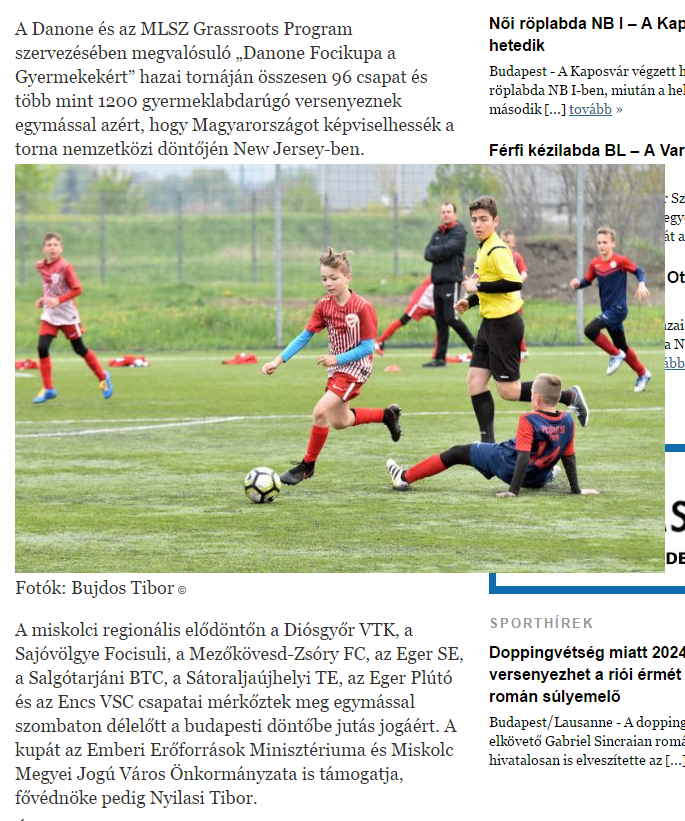 A Danone és az MLSZ Grassroots Program
szervezésében megvalósuló „Danone Focikupa a
Gyermekekért” hazai tornáján összesen 96 csapat és
több mint 1200 gyermeklabdarúgó versenyeznek
egymással azért, hogy Magyarországot képviselhessék a
torna nemzetközi döntőjén New Jersey-ben.
Fotók: Bujdos Tibor ©
A miskolci regionális elődöntőn a Diósgyőr VTK, a
Sajóvölgye Focisuli, a Mezőkövesd-Zsóry FC, az Eger SE,
a Salgótarjáni BTC, a Sátoraljaújhelyi TE, az Eger Plútó
és az Encs VSC csapatai mérkőztek meg egymással
szombaton délelőtt a budapesti döntőbe jutás jogáért. A
kupát az Emberi Erőforrások Minisztériuma és Miskolc
Megyei Jogú Város Önkormányzata is támogatja,
fővédnöke pedig Nyilasi Tibor.
Női röplabda NB I – A Kap
hetedik
Budapest - A Kaposvár végzett h
röplabda NB I-ben, miután a hel
második [...] tovább »
Férfi kézilabda BL – A Var
SPORTHÍREK
Doppingvétség miatt 2024
versenyezhet a riói érmét
román súlyemelő
Budapest/Lausanne - A dopping
elkövető Gabriel Sincraian romá
hivatalosan is elveszítette az [...]